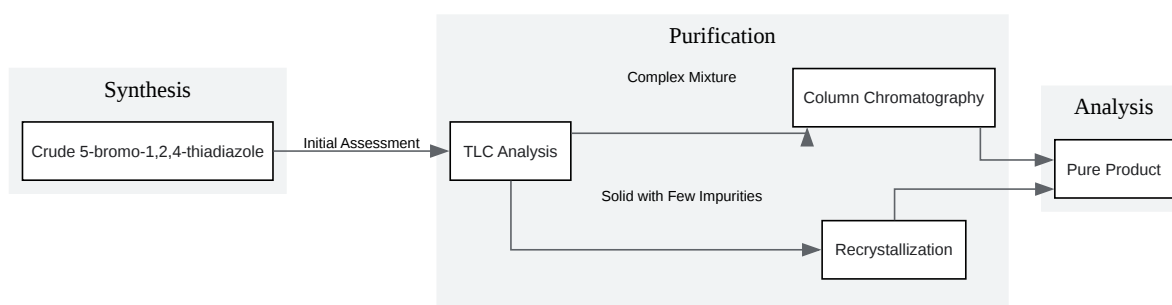 Synthesis
Crude 5-bromo-1,2,4-thiadiazole
Initial Assessment
Purification
TLC Analysis
Complex Mixture
Column Chromatography
Solid with Few Impurities
Recrystallization
Analysis
Pure Product